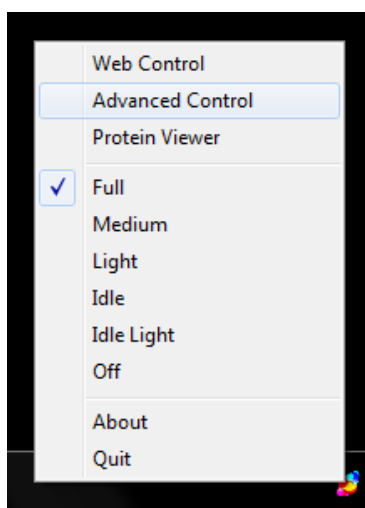 Web Control
Advanced Control
Protein Viewer
Full
Medium
Light
Idle
Idle Light
Off
About
Quit